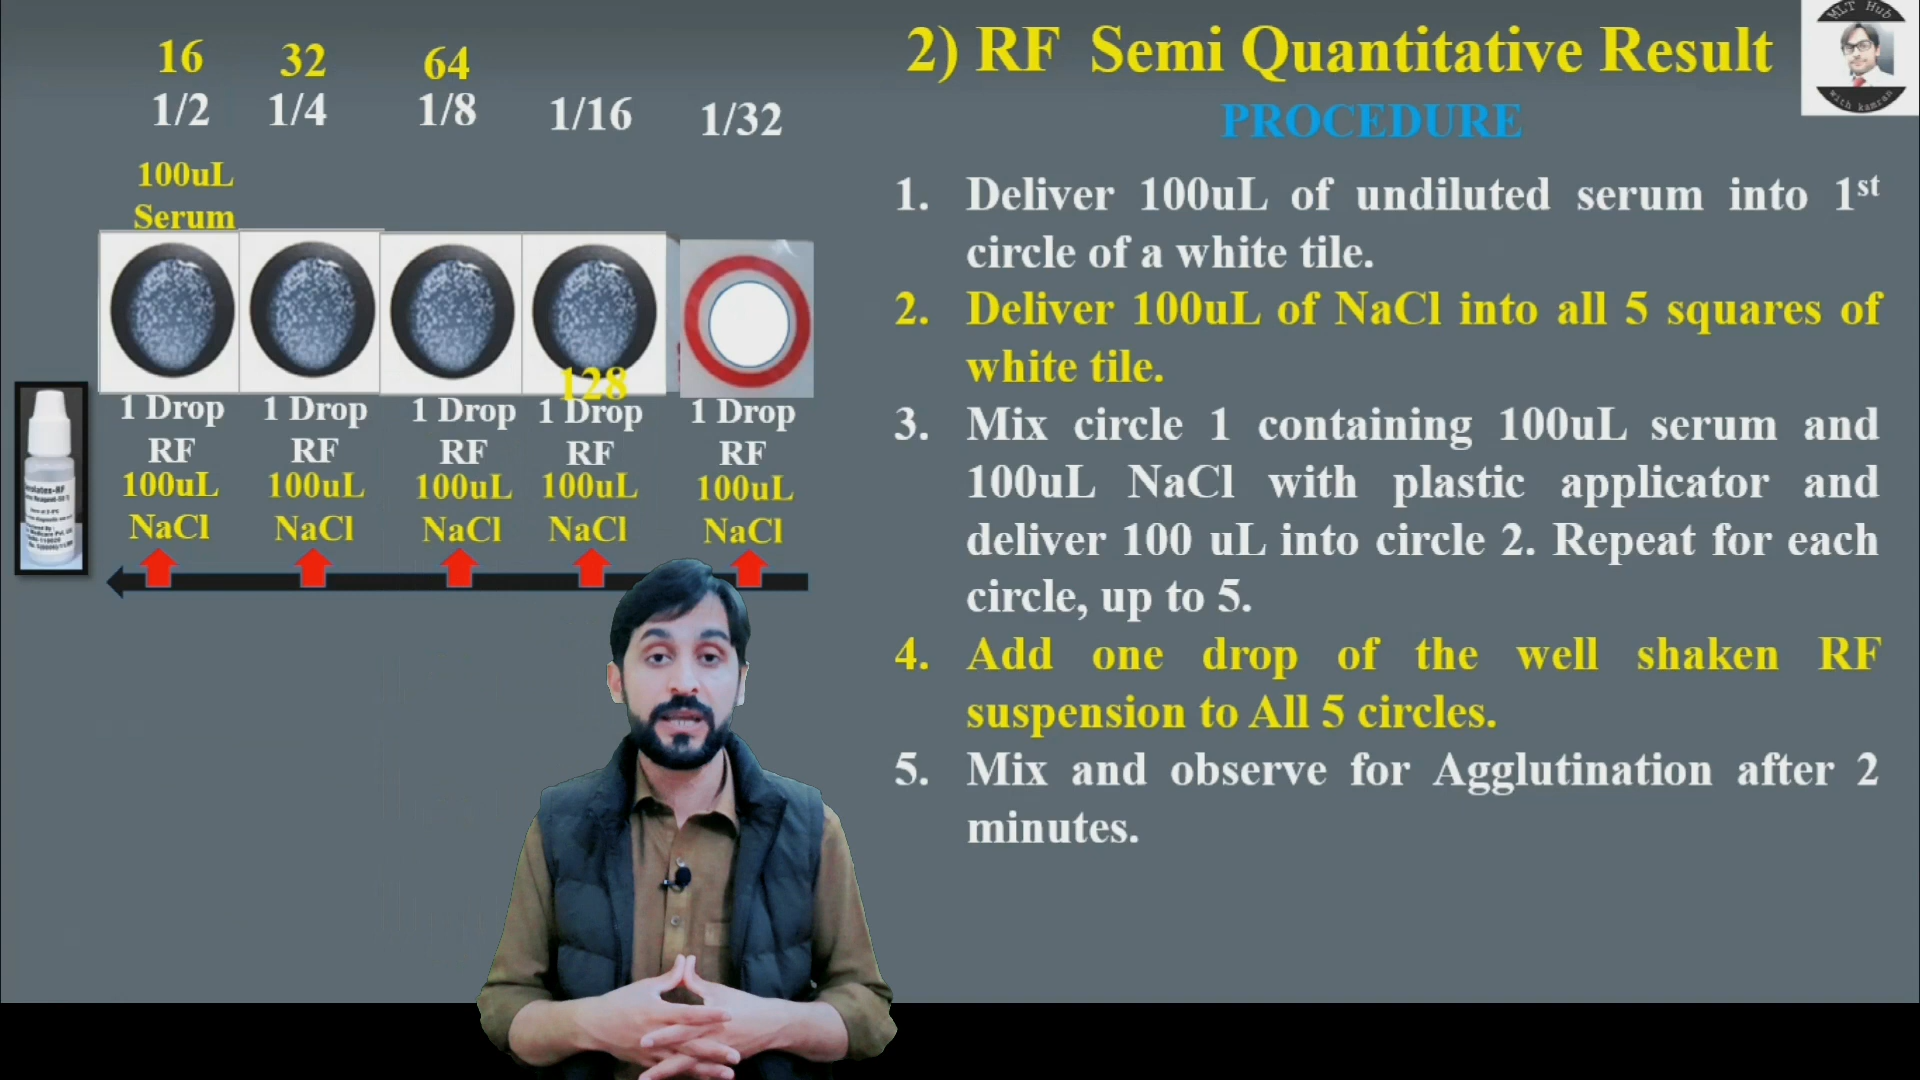 2) RF Semi Quantitative Result
PROCEDURE
MLT Hub
with kamran
16 32 64
1/2 1/4 1/8 1/16 1/32
100uL
Serum
128
1 Drop 1 Drop 1 Drop 1 Drop 1 Drop
RF RF RF RF RF
100uL 100uL 100uL 100uL 100uL
NaCl NaCl NaCl NaCl NaCl
1. Deliver 100uL of undiluted serum into 1st
circle of a white tile.
2. Deliver 100uL of NaCl into all 5 squares of
white tile.
3. Mix circle 1 containing 100uL serum and
100uL NaCl with plastic applicator and
deliver 100 uL into circle 2. Repeat for each
circle, up to 5.
4. Add one drop of the well shaken RF
suspension to All 5 circles.
5. Mix and observe for Agglutination after 2
minutes.